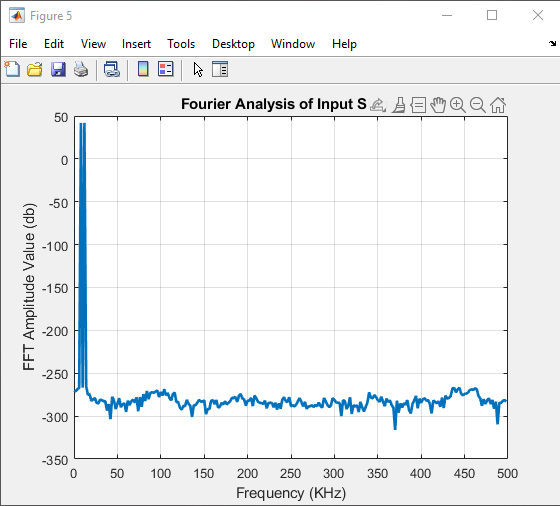 Figure 5
File Edit View Insert Tools Desktop Window Help
Fourier Analysis of Input S
50
0
-50
-100
-150
-200
-250
-300
-350
FFT Amplitude Value (db)
0 50 100 150 200 250 300 350 400 450 500
Frequency (KHz)